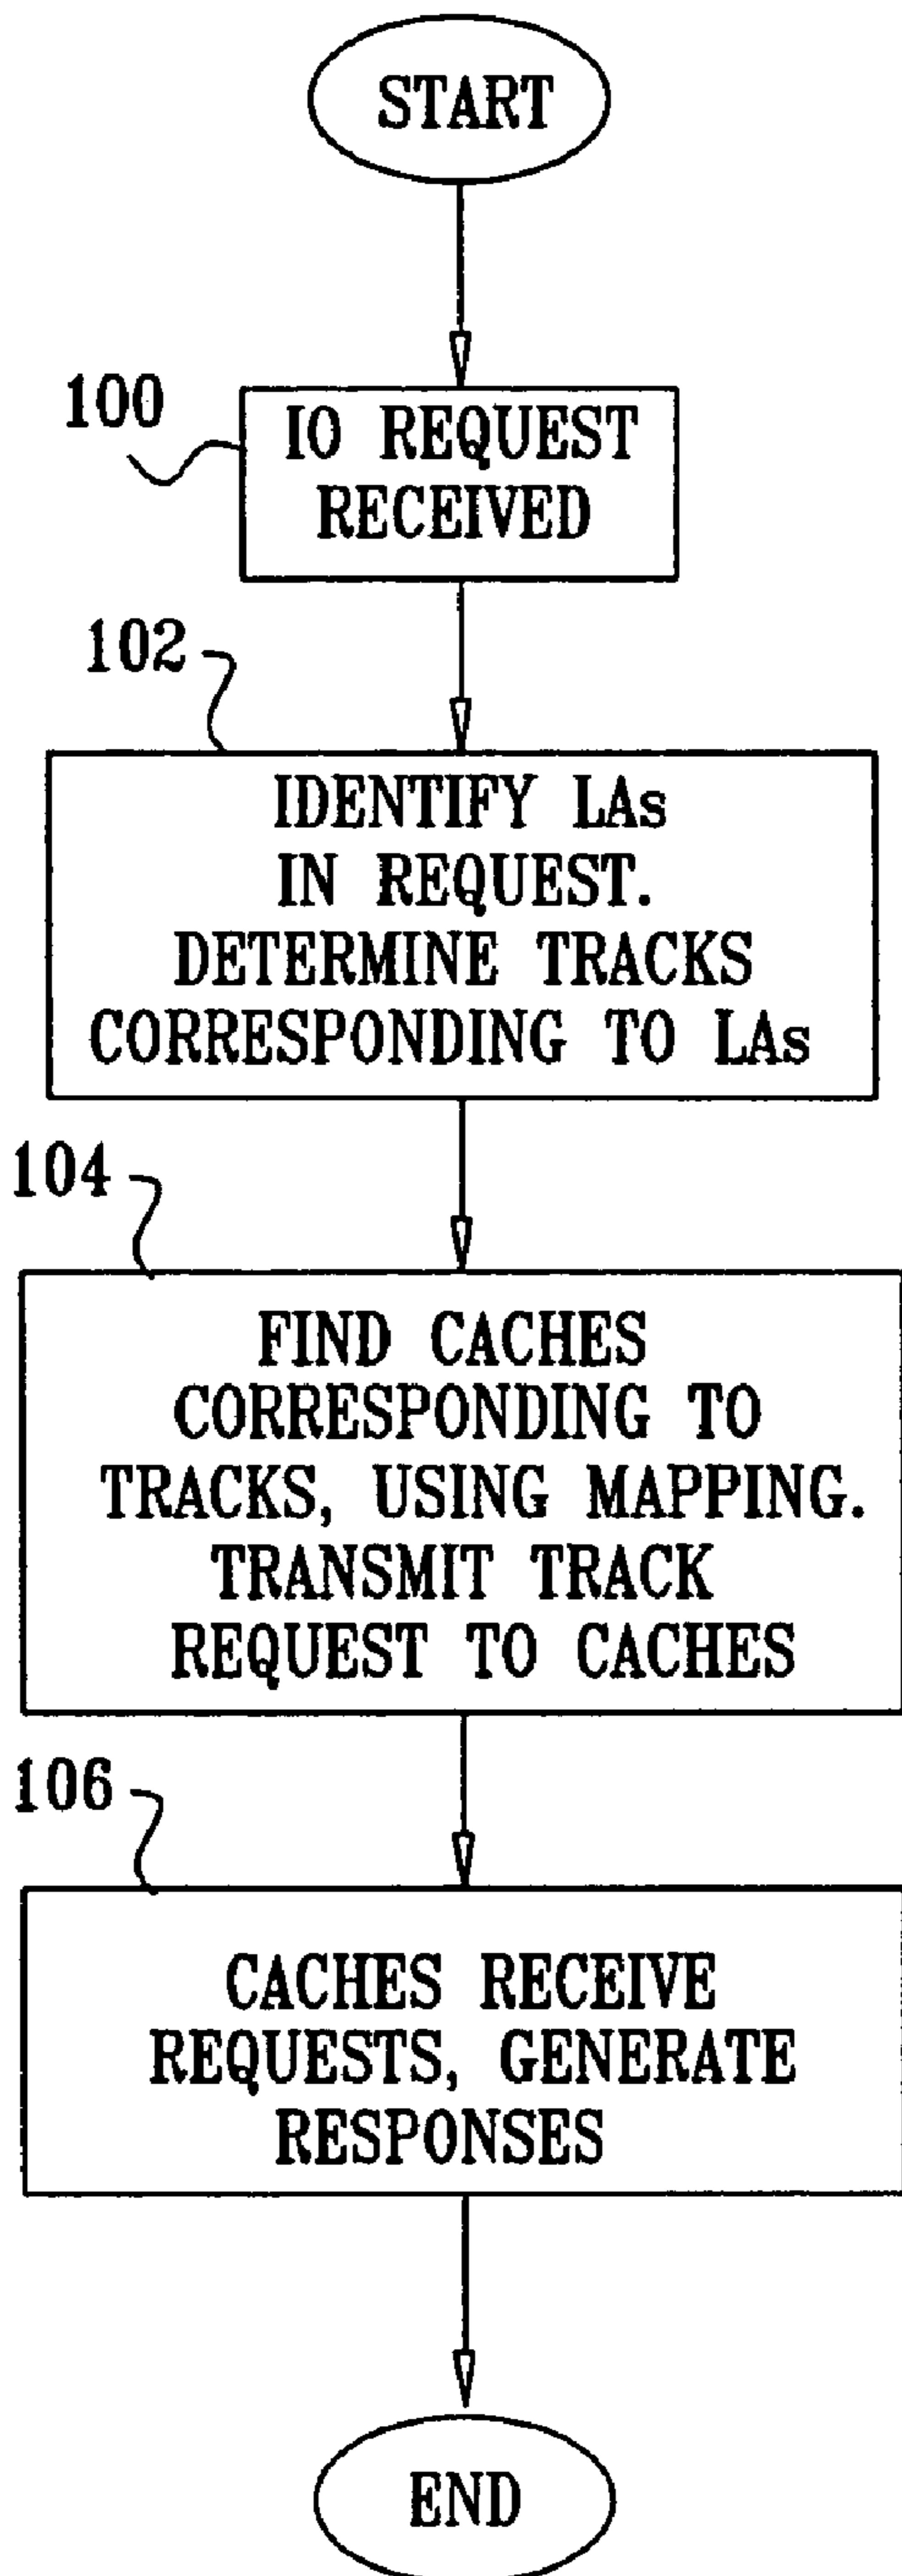 START
100
IO REQUEST
RECEIVED
102
IDENTIFY LAs
IN REQUEST.
DETERMINE TRACKS
CORRESPONDING TO LAs
104
FIND CACHES
CORRESPONDING TO
TRACKS, USING MAPPING.
TRANSMIT TRACK
REQUEST TO CACHES
106
CACHES RECEIVE
REQUESTS, GENERATE
RESPONSES
END